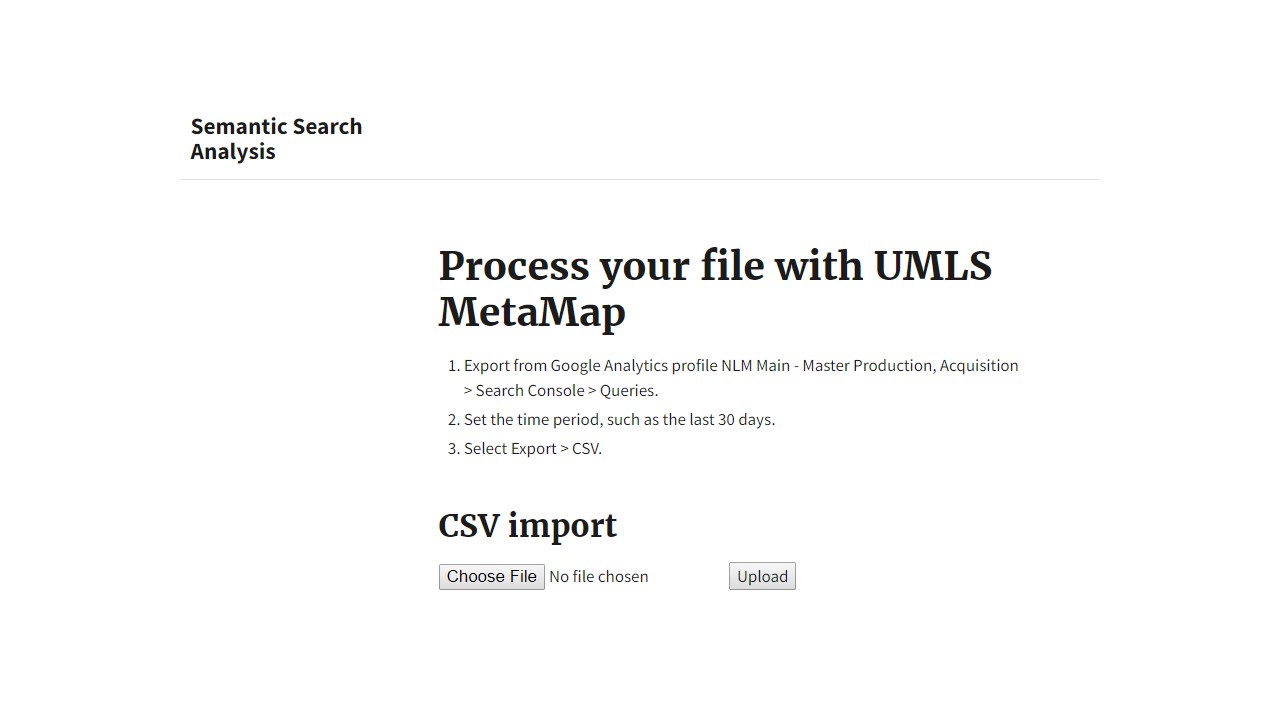 Semantic Search
Analysis
Process your file with UMLS
MetaMap
1. Export from Google Analytics profile NLM Main - Master Production, Acquisition
> Search Console > Queries.
2. Set the time period, such as the last 30 days.
3. Select Export > CSV.
CSV import
Choose File No file chosen Upload